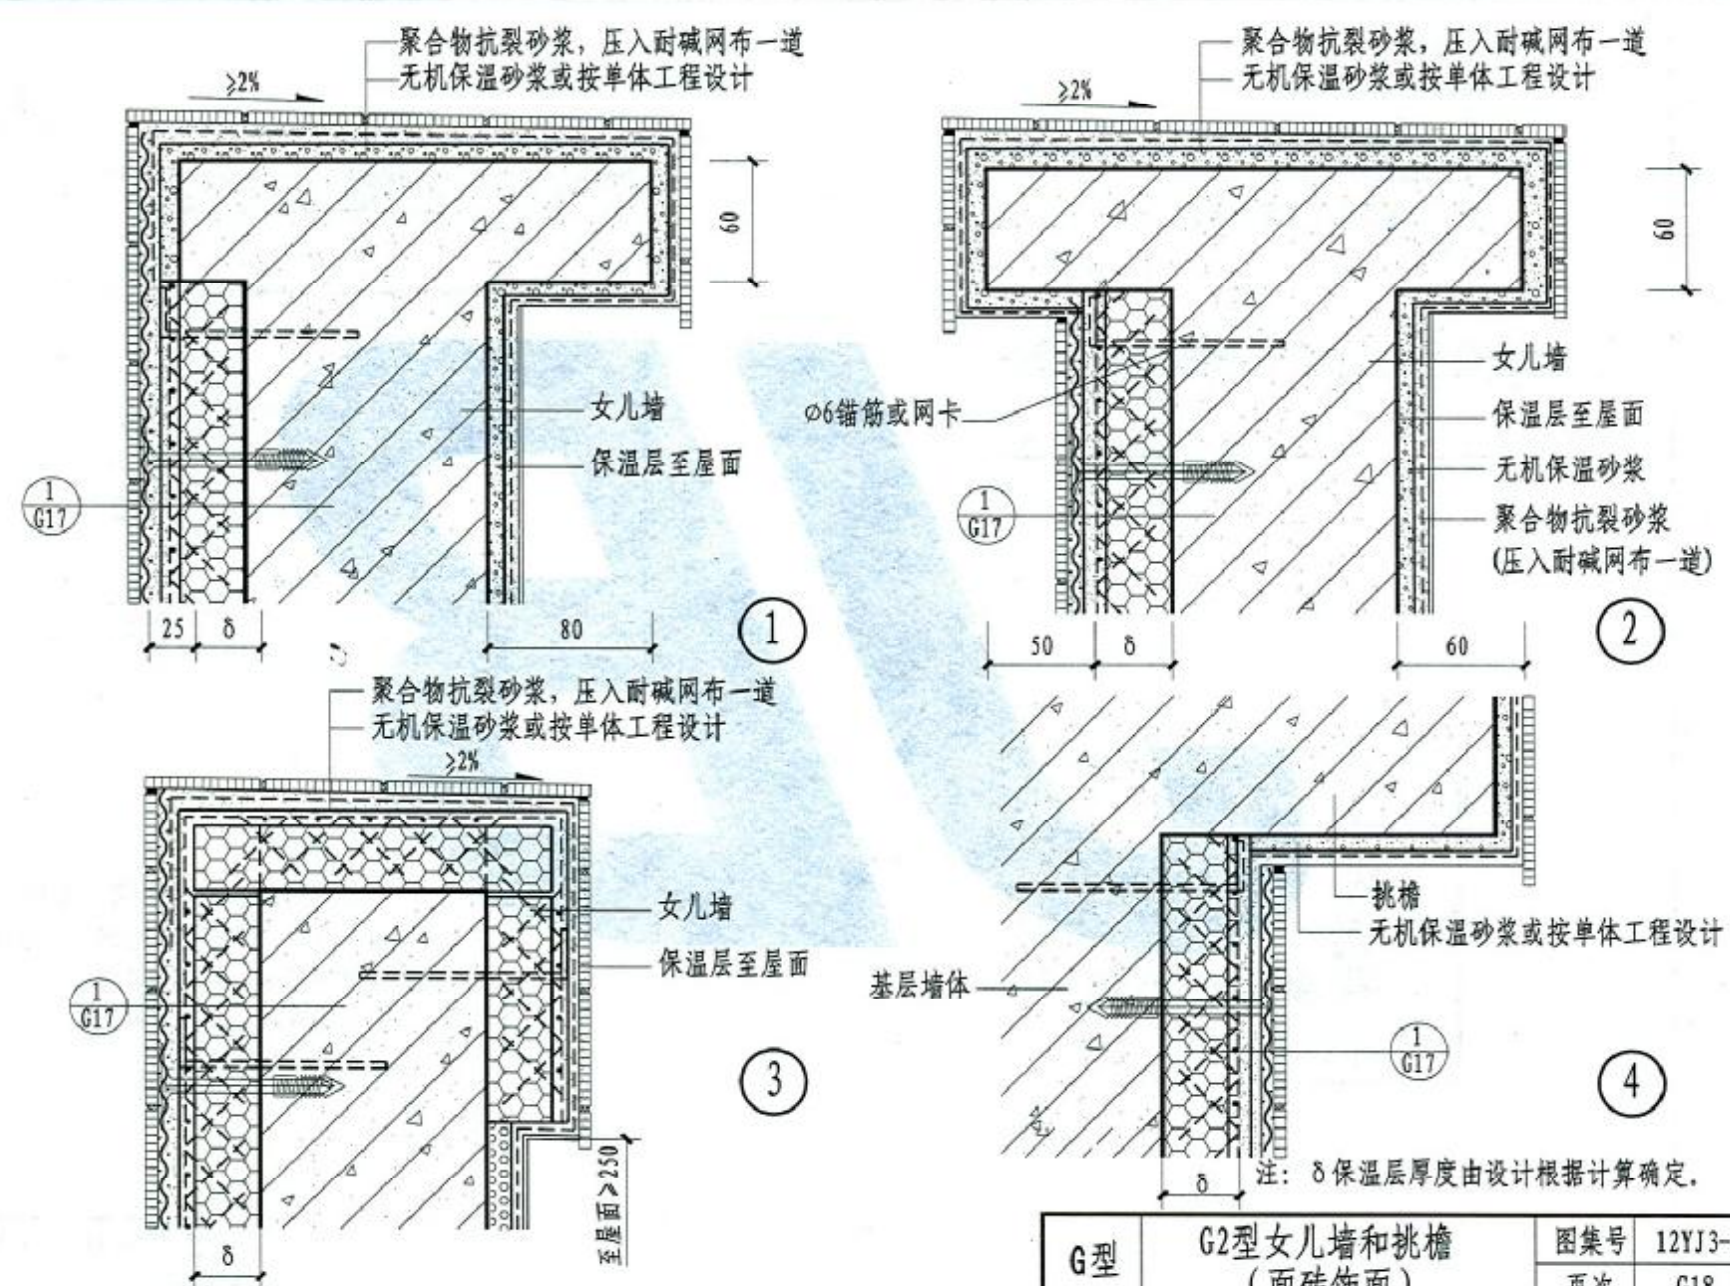 聚合物抗裂砂浆，压入耐碱网布一道
无机保温砂浆或按单体工程设计
≥2%
60
女儿墙
保温层至屋面
1
G17
25
δ
80
1
聚合物抗裂砂浆，压入耐碱网布一道
无机保温砂浆或按单体工程设计
≥2%
60
女儿墙
保温层至屋面
无机保温砂浆
聚合物抗裂砂浆
(压入耐碱网布一道)
⌀6锚筋或网卡
1
G17
50
δ
60
2
聚合物抗裂砂浆，压入耐碱网布一道
无机保温砂浆或按单体工程设计
≥2%
女儿墙
保温层至屋面
1
G17
3
至屋面≥250
δ
挑檐
无机保温砂浆或按单体工程设计
基层墙体
1
G17
4
δ
注： δ保温层厚度由设计根据计算确定。
G型
G2型女儿墙和挑檐
(面砖饰面)
图集号
12YJ3-
页次
G18